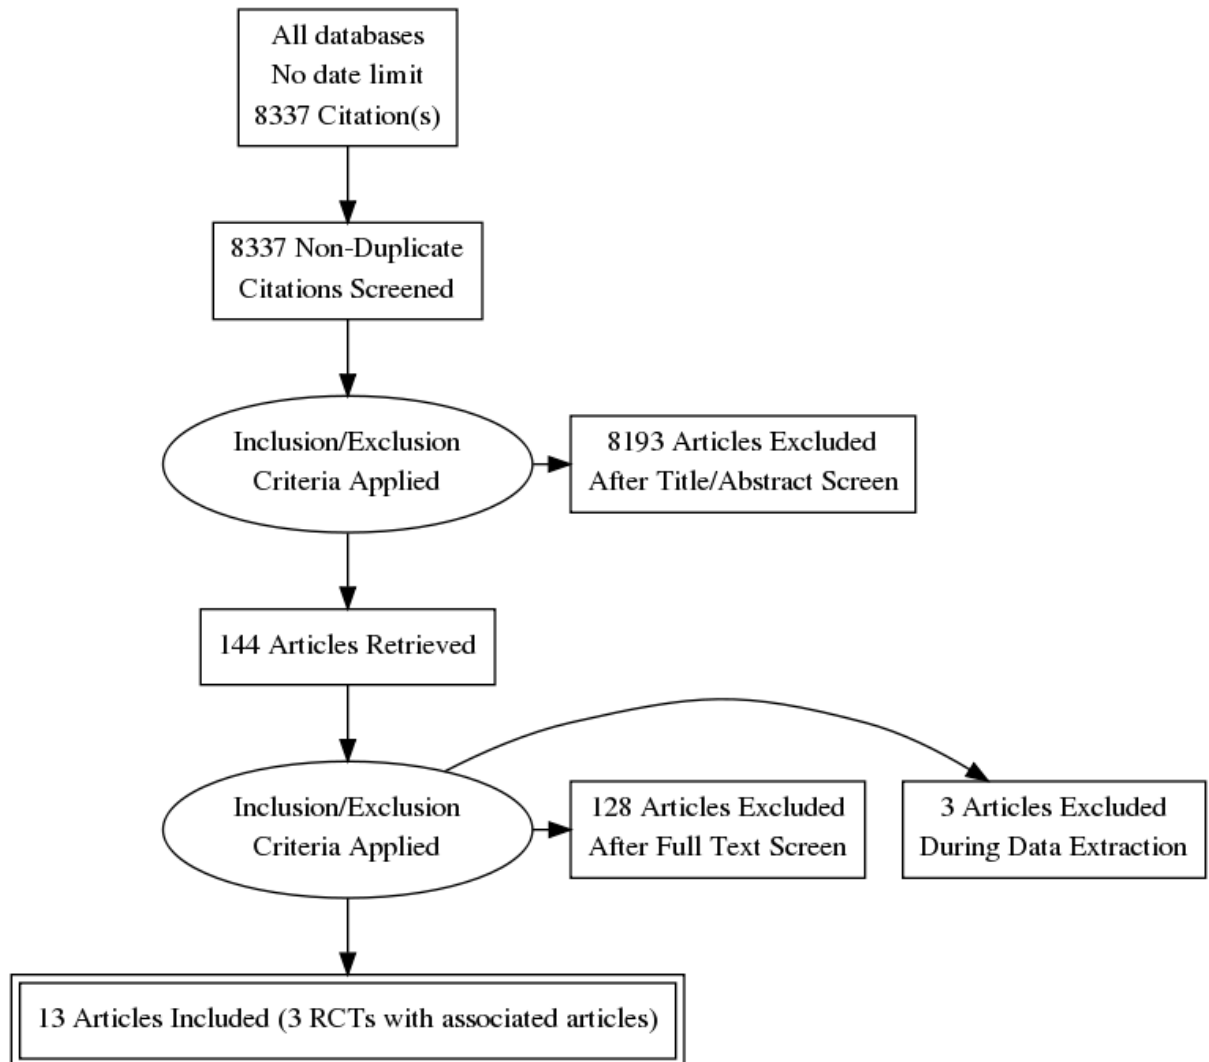 All databases
No date limit
8337 Citation(s)
8337 Non-Duplicate
Citations Screened
Inclusion/Exclusion
Criteria Applied
8193 Articles Excluded
After Title/Abstract Screen
144 Articles Retrieved
Inclusion/Exclusion
Criteria Applied
128 Articles Excluded
After Full Text Screen
3 Articles Excluded
During Data Extraction
13 Articles Included (3 RCTs with associated articles)